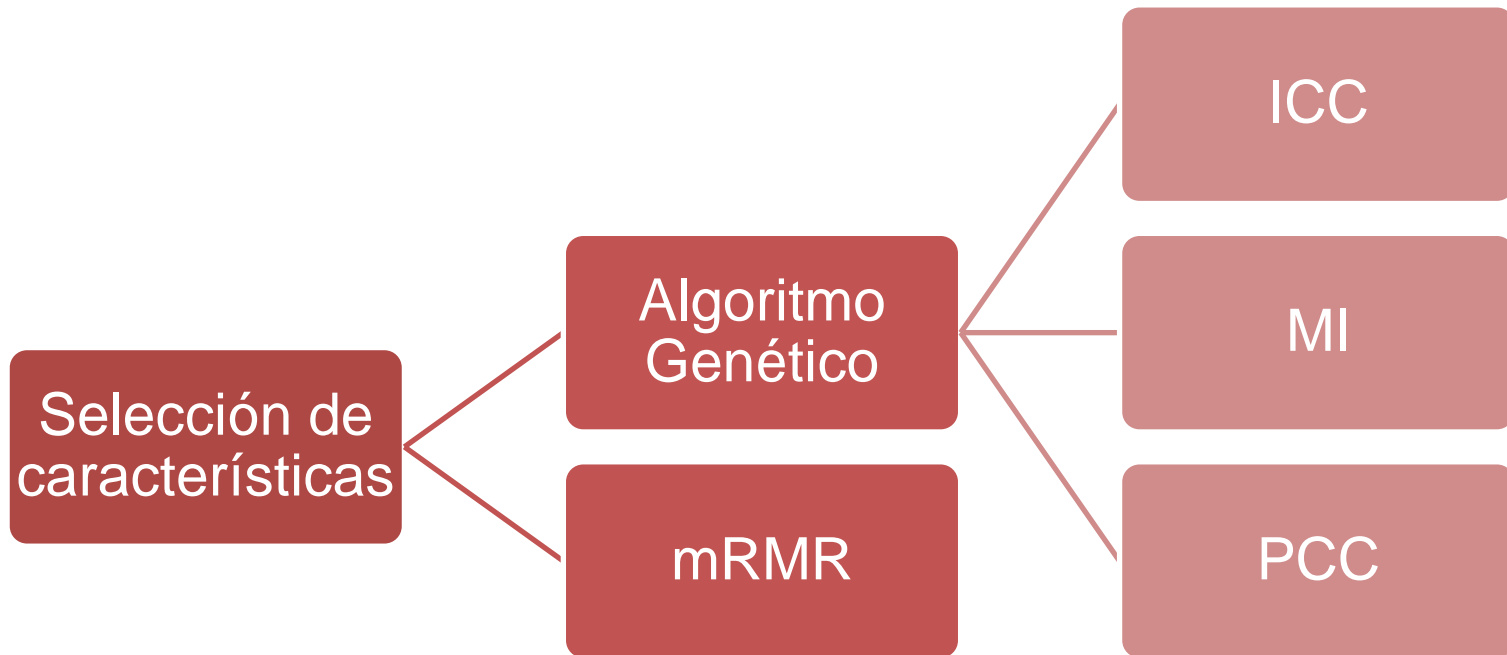 Selección de
características
Algoritmo
Genético
mRMR
ICC
MI
PCC